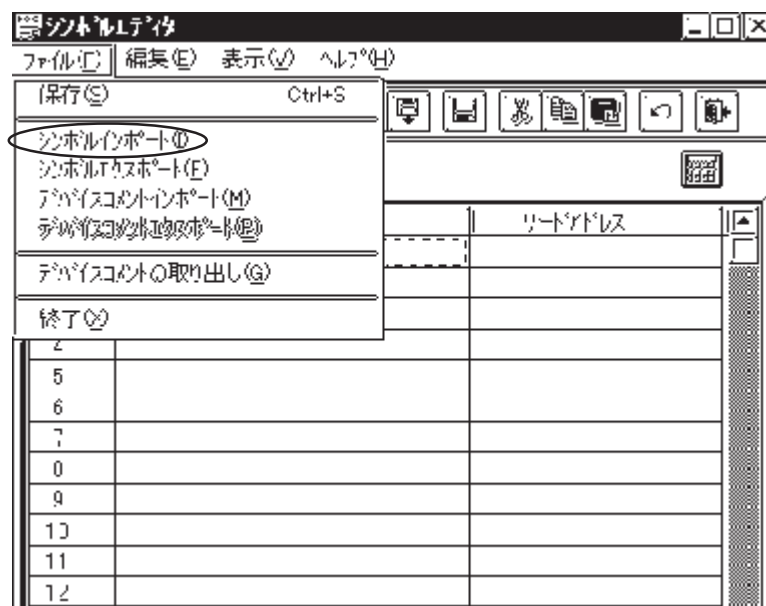 シンボルエディタ
ファイル(F) 編集(E) 表示(V) ヘルプ(H)
保存(S) Ctrl+S
シンボルインポート(I)
シンボルエクスポート(F)
デバイスコメントインポート(M)
デバイスコメントエクスポート(P)
デバイスコメントの取り出し(G)
終了(X)
リードアドレス
5
6
7
9
10
11
12